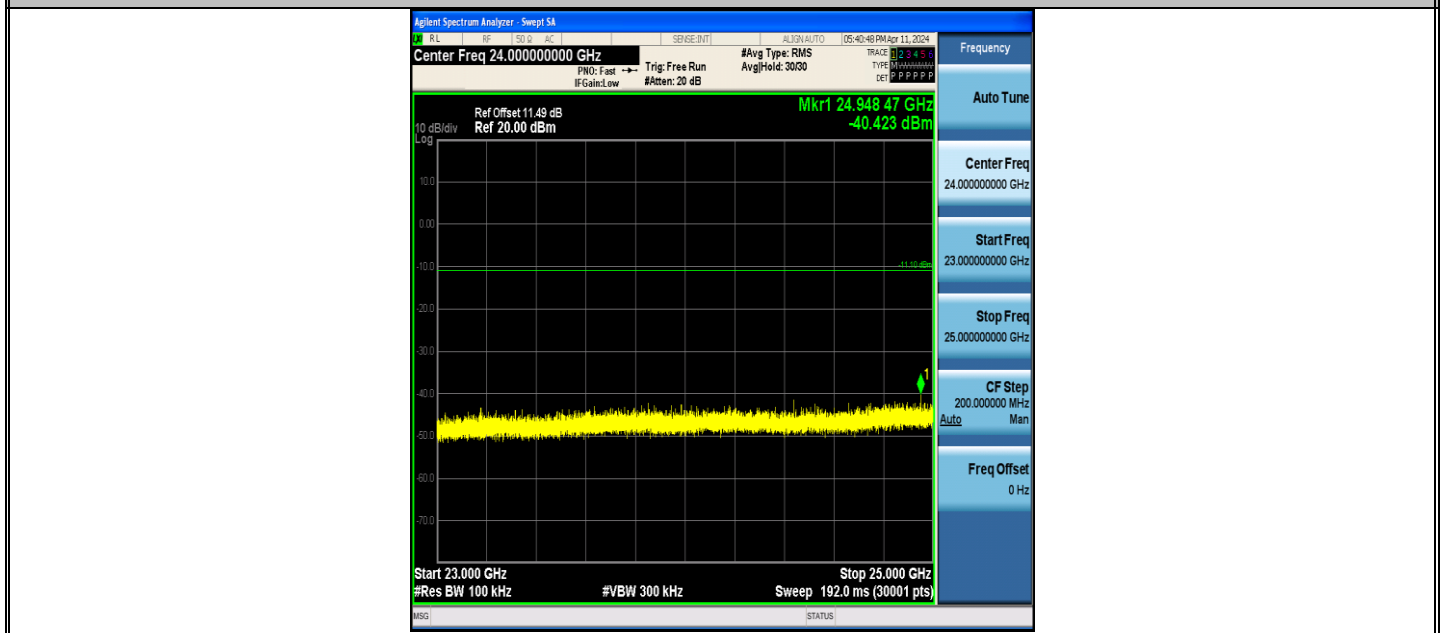 Agilent Spectrum Analyzer - Swept SA
RL RF 50 Ω AC SENSE:INT ALIGN AUTO 05:40:48 PM Apr 11, 2024
Center Freq 24.000000000 GHz
PNO: Fast
IFGain:Low
Trig: Free Run
#Atten: 20 dB
#Avg Type: RMS
Avg|Hold: 30/30
TRACE 1 2 3 4 5 6
TYPE
DET P P P P P P
Frequency
Mkr1 24.948 47 GHz
-40.423 dBm
Ref Offset 11.49 dB
10 dB/div Ref 20.00 dBm
Log
10.0
0.00
-10.0
-20.0
-30.0
-40.0
-50.0
-60.0
-70.0
-11.10 dBm
1
Start 23.000 GHz Stop 25.000 GHz
#Res BW 100 kHz #VBW 300 kHz Sweep 192.0 ms (30001 pts)
MSG STATUS
Auto Tune
Center Freq
24.000000000 GHz
Start Freq
23.000000000 GHz
Stop Freq
25.000000000 GHz
CF Step
200.000000 MHz
Auto Man
Freq Offset
0 Hz